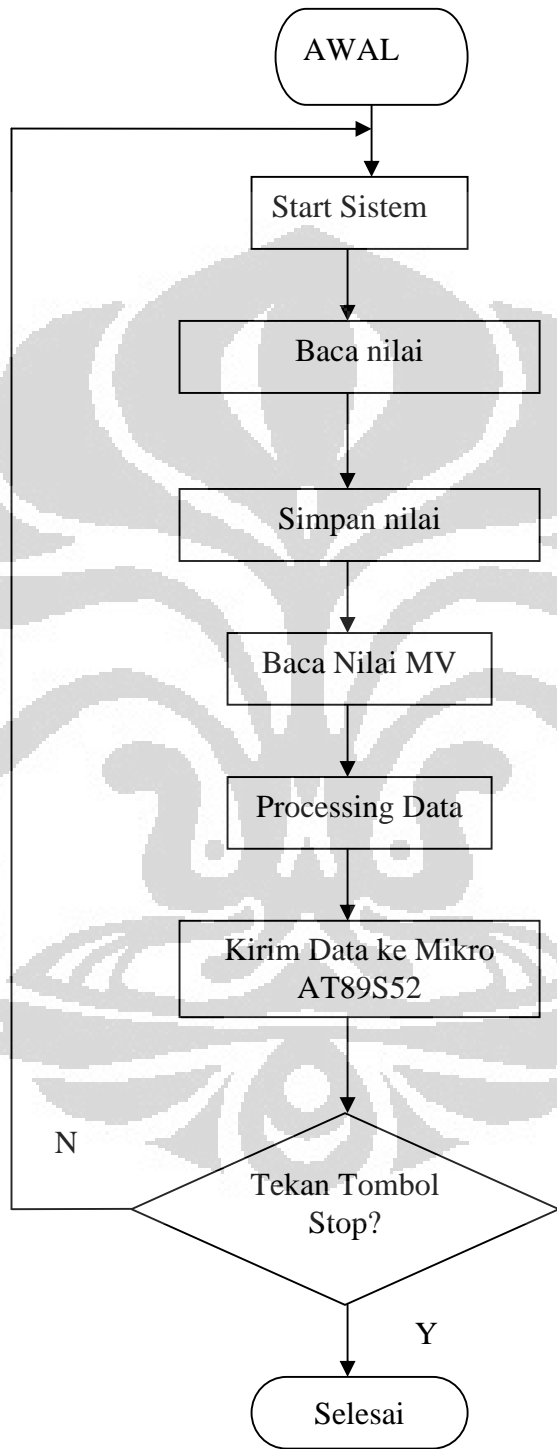 AWAL
Start Sistem
Baca nilai
Simpan nilai
Baca Nilai MV
Processing Data
Kirim Data ke Mikro
AT89S52
N
Tekan Tombol
Stop?
Y
Selesai